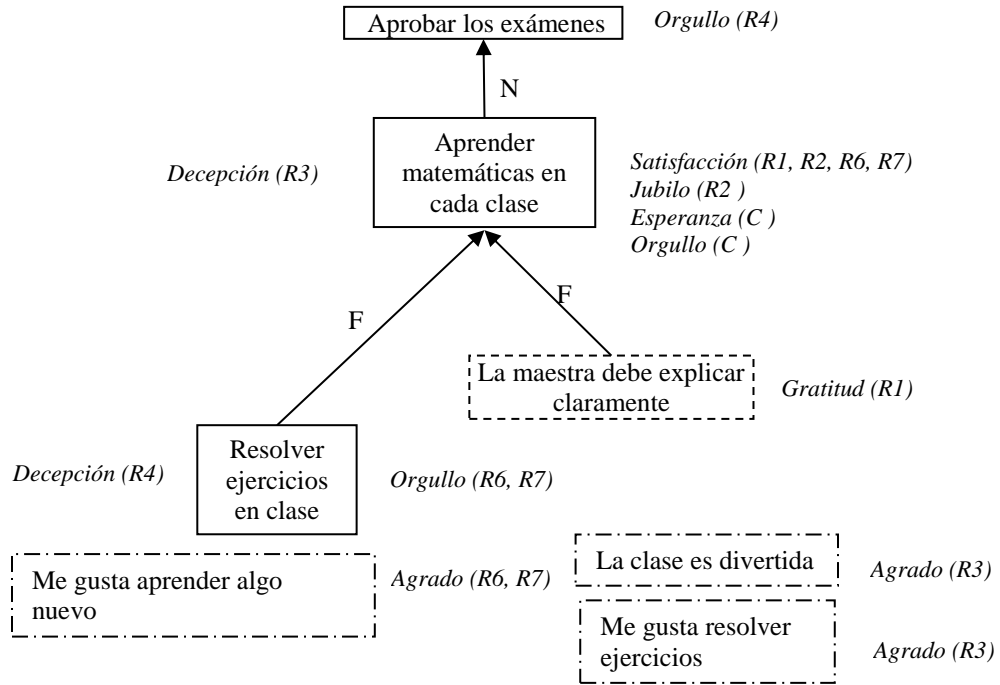 Aprobar los exámenes
Orgullo (R4)
N
Decepción (R3)
Aprender
matemáticas en
cada clase
Satisfacción (R1, R2, R6, R7)
Jubilo (R2 )
Esperanza (C )
Orgullo (C )
F
F
La maestra debe explicar
claramente
Gratitud (R1)
Decepción (R4)
Resolver
ejercicios
en clase
Orgullo (R6, R7)
Me gusta aprender algo
nuevo
Agrado (R6, R7)
La clase es divertida
Agrado (R3)
Me gusta resolver
ejercicios
Agrado (R3)